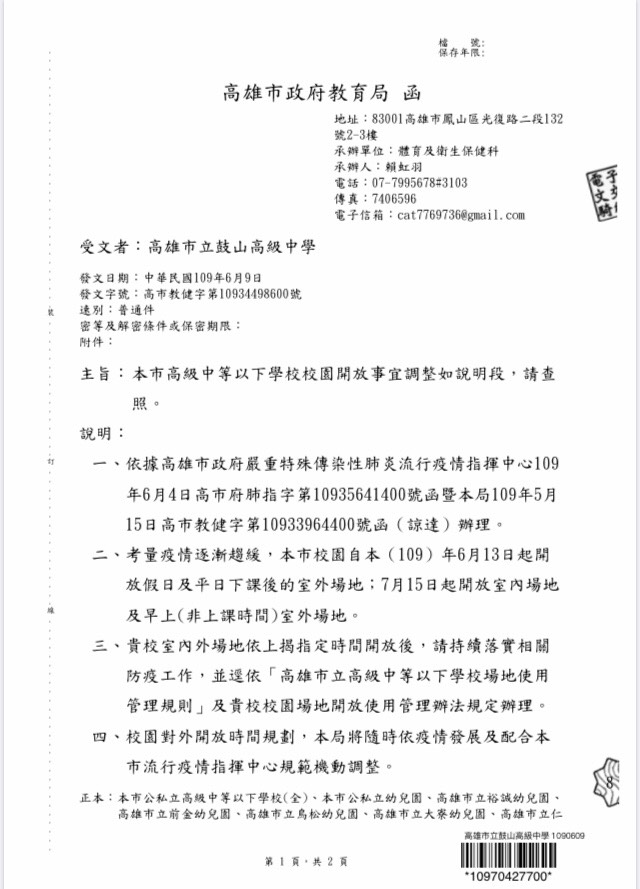 檔　　號:
保存年限:
高雄市政府教育局　函
地址：83001高雄市鳳山區光復路二段132
號2-3樓
承辦單位：體育及衛生保健科
承辦人：賴虹羽
電話：07-7995678#3103
傳真：7406596
電子信箱：cat7769736@gmail.com
受文者：高雄市立鼓山高級中學
發文日期：中華民國109年6月9日
發文字號：高市教健字第10934498600號
速別：普通件
密等及解密條件或保密期限：
附件：
主旨：本市高級中等以下學校校園開放事宜調整如說明段，請查
照。
說明：
一、依據高雄市政府嚴重特殊傳染性肺炎流行疫情指揮中心109
年6月4日高市府肺指字第10935641400號函暨本局109年5月
15日高市教健字第10933964400號函（諒達）辦理。
二、考量疫情逐漸趨緩，本市校園自本（109）年6月13日起開
放假日及平日下課後的室外場地；7月15日起開放室內場地
及早上(非上課時間)室外場地。
三、貴校室內外場地依上揭指定時間開放後，請持續落實相關
防疫工作，並逕依「高雄市立高級中等以下學校場地使用
管理規則」及貴校校園場地開放使用管理辦法規定辦理。
四、校園對外開放時間規劃，本局將隨時依疫情發展及配合本
市流行疫情指揮中心規範機動調整。
正本：本市公私立高級中等以下學校(全)、本市公私立幼兒園、高雄市立裕誠幼兒園、
高雄市立前金幼兒園、高雄市立鳥松幼兒園、高雄市立大寮幼兒園、高雄市立仁
高雄市立鼓山高級中學 1090609
*10970427700*
第 1 頁，共 2 頁
裝
訂
線
電子
文
騎
8